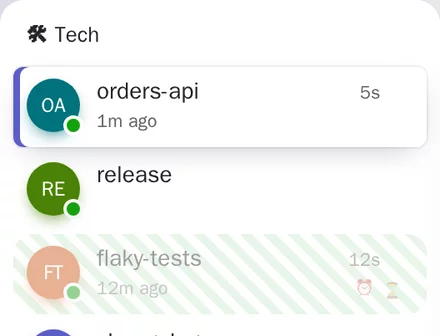 🛠 Tech
OA orders-api 5s
1m ago
RE release
FT flaky-tests 12s
12m ago ⏰ ⏳